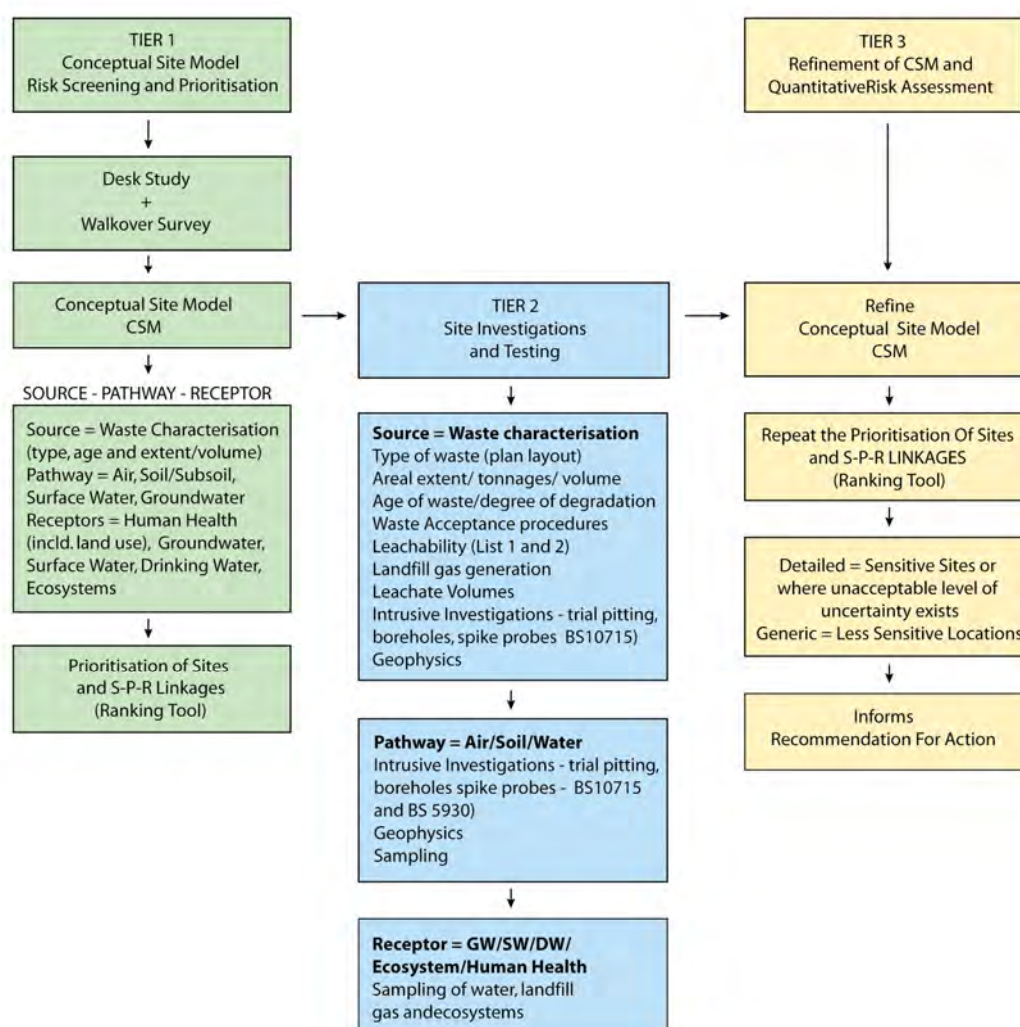 TIER 1
Conceptual Site Model
Risk Screening and Prioritisation
Desk Study
+
Walkover Survey
Conceptual Site Model
CSM
SOURCE - PATHWAY - RECEPTOR
Source = Waste Characterisation
(type, age and extent/volume)
Pathway = Air, Soil/Subsoil,
Surface Water, Groundwater
Receptors = Human Health
(incl. land use), Groundwater,
Surface Water, Drinking Water,
Ecosystems
Prioritisation of Sites
and S-P-R Linkages
(Ranking Tool)
TIER 2
Site Investigations
and Testing
Source = Waste characterisation
Type of waste (plan layout)
Areal extent/ tonnages/ volume
Age of waste/degree of degradation
Waste Acceptance procedures
Leachability (List 1 and 2)
Landfill gas generation
Leachate Volumes
Intrusive Investigations - trial pitting,
boreholes, spike probes BS10715)
Geophysics
Pathway = Air/Soil/Water
Intrusive Investigations - trial pitting,
boreholes spike probes - BS10715
and BS 5930)
Geophysics
Sampling
Receptor = GW/SW/DW/
Ecosystem/Human Health
Sampling of water, landfill
gas andecosystems
TIER 3
Refinement of CSM and
QuantitativeRisk Assessment
Refine
Conceptual Site Model
CSM
Repeat the Prioritisation Of Sites
and S-P-R LINKAGES
(Ranking Tool)
Detailed = Sensitive Sites or
where unacceptable level of
uncertainty exists
Generic = Less Sensitive Locations
Informs
Recommendation For Action